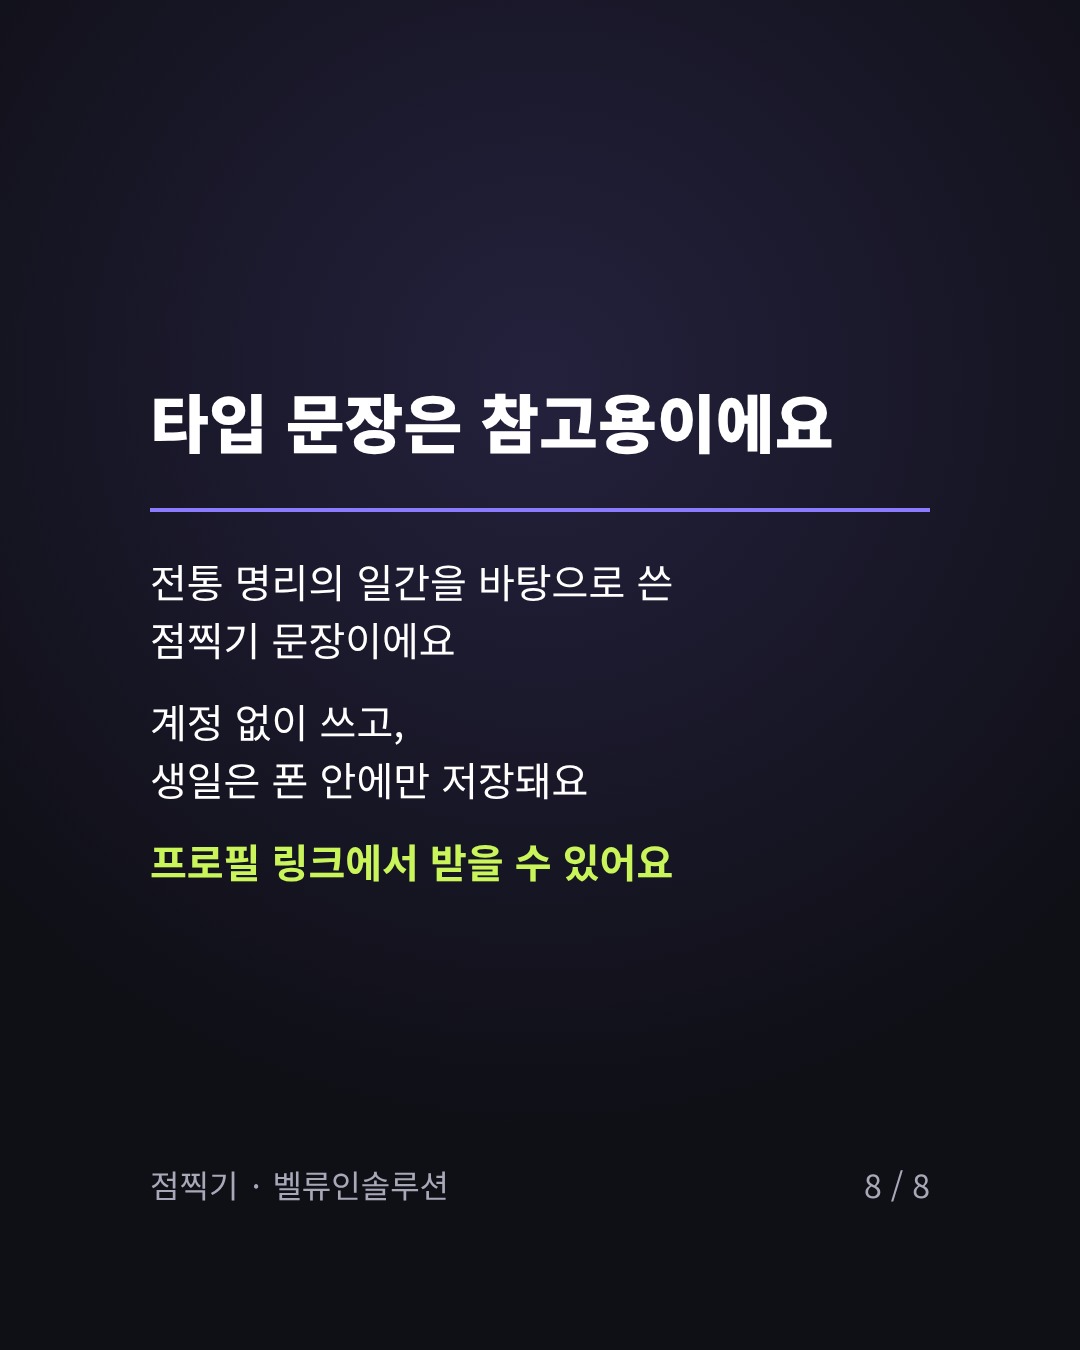 타입 문장은 참고용이에요
전통 명리의 일간을 바탕으로 쓴
점찍기 문장이에요
계정 없이 쓰고,
생일은 폰 안에만 저장돼요
프로필 링크에서 받을 수 있어요
점찍기 · 벨류인솔루션
8 / 8